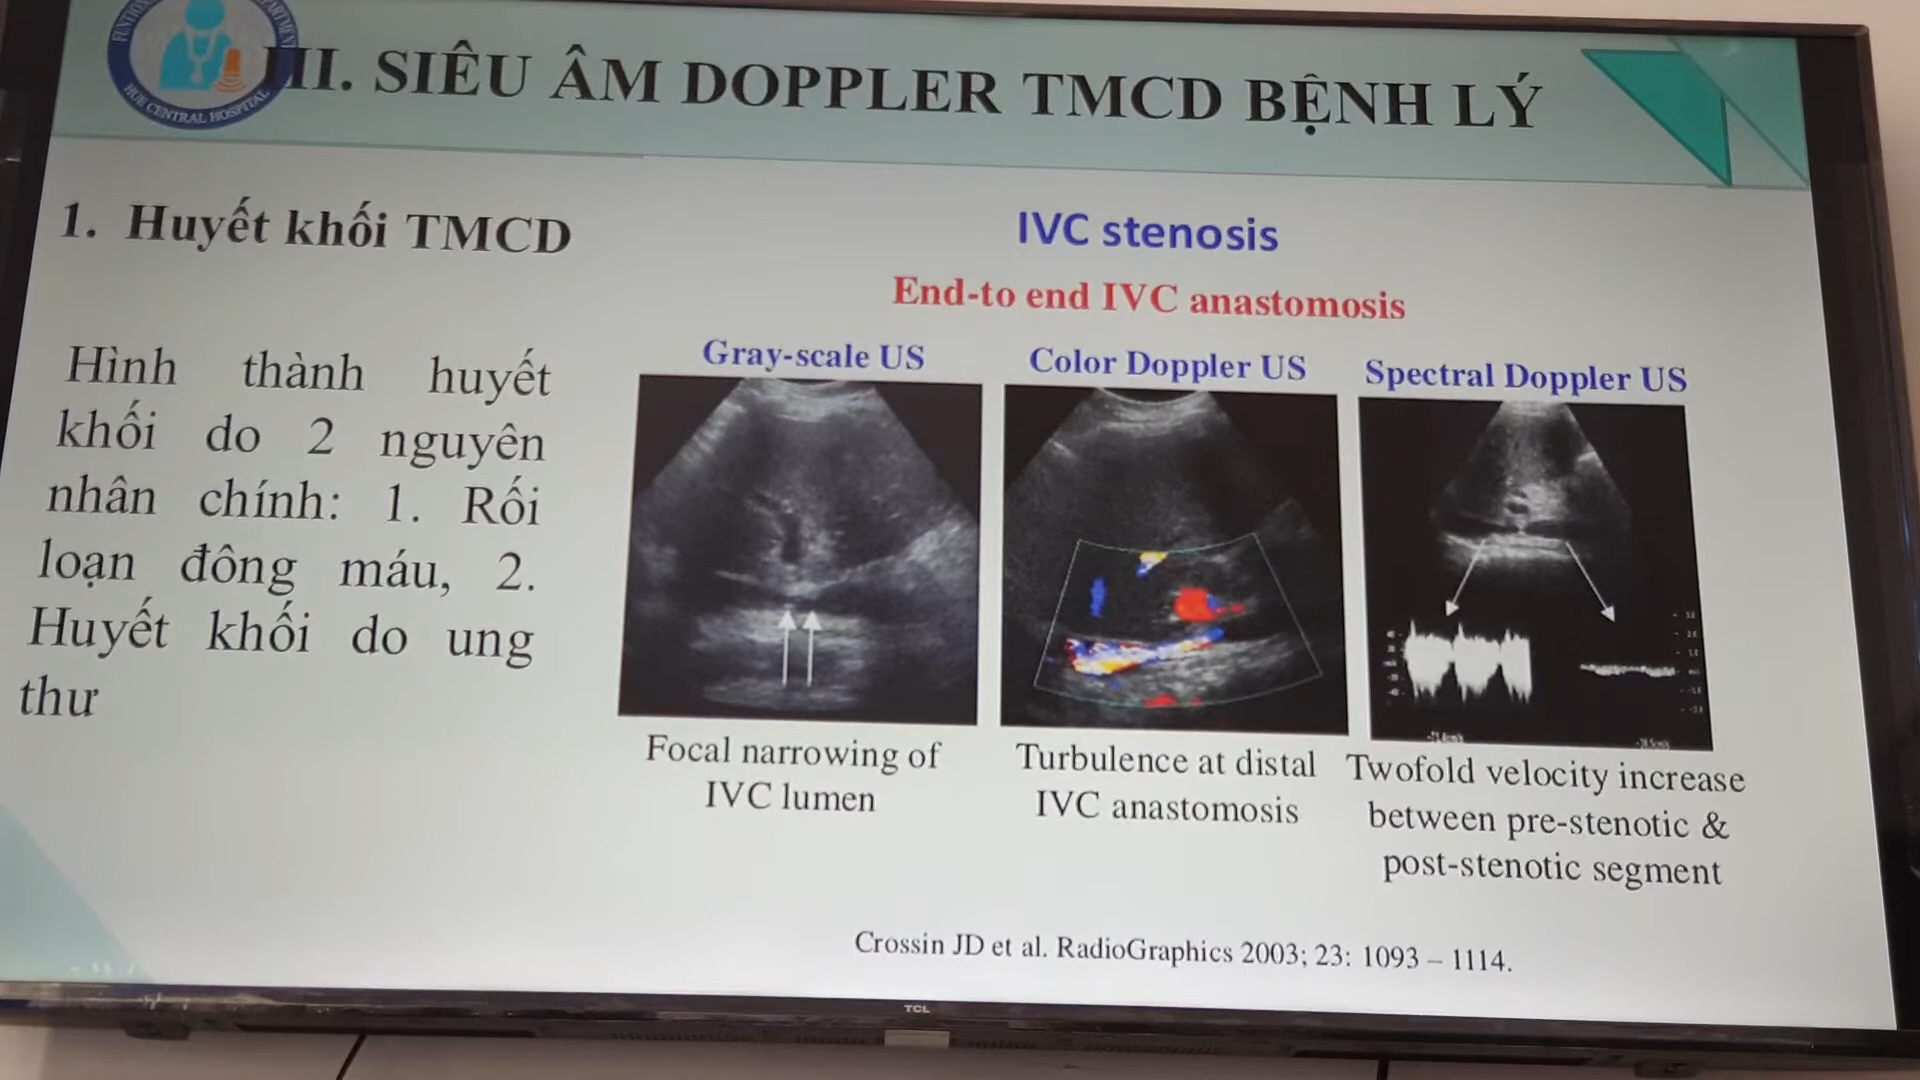 III. SIÊU ÂM DOPPLER TMCD BỆNH LÝ
HUE CENTRAL HOSPITAL
1. Huyết khối TMCD
Hình thành huyết
khối do 2 nguyên
nhân chính: 1. Rối
loạn đông máu, 2.
Huyết khối do ung
thư
IVC stenosis
End-to end IVC anastomosis
Gray-scale US
Color Doppler US
Spectral Doppler US
Focal narrowing of
IVC lumen
Turbulence at distal
IVC anastomosis
Twofold velocity increase
between pre-stenotic &
post-stenotic segment
Crossin JD et al. RadioGraphics 2003; 23: 1093 – 1114.
TCL